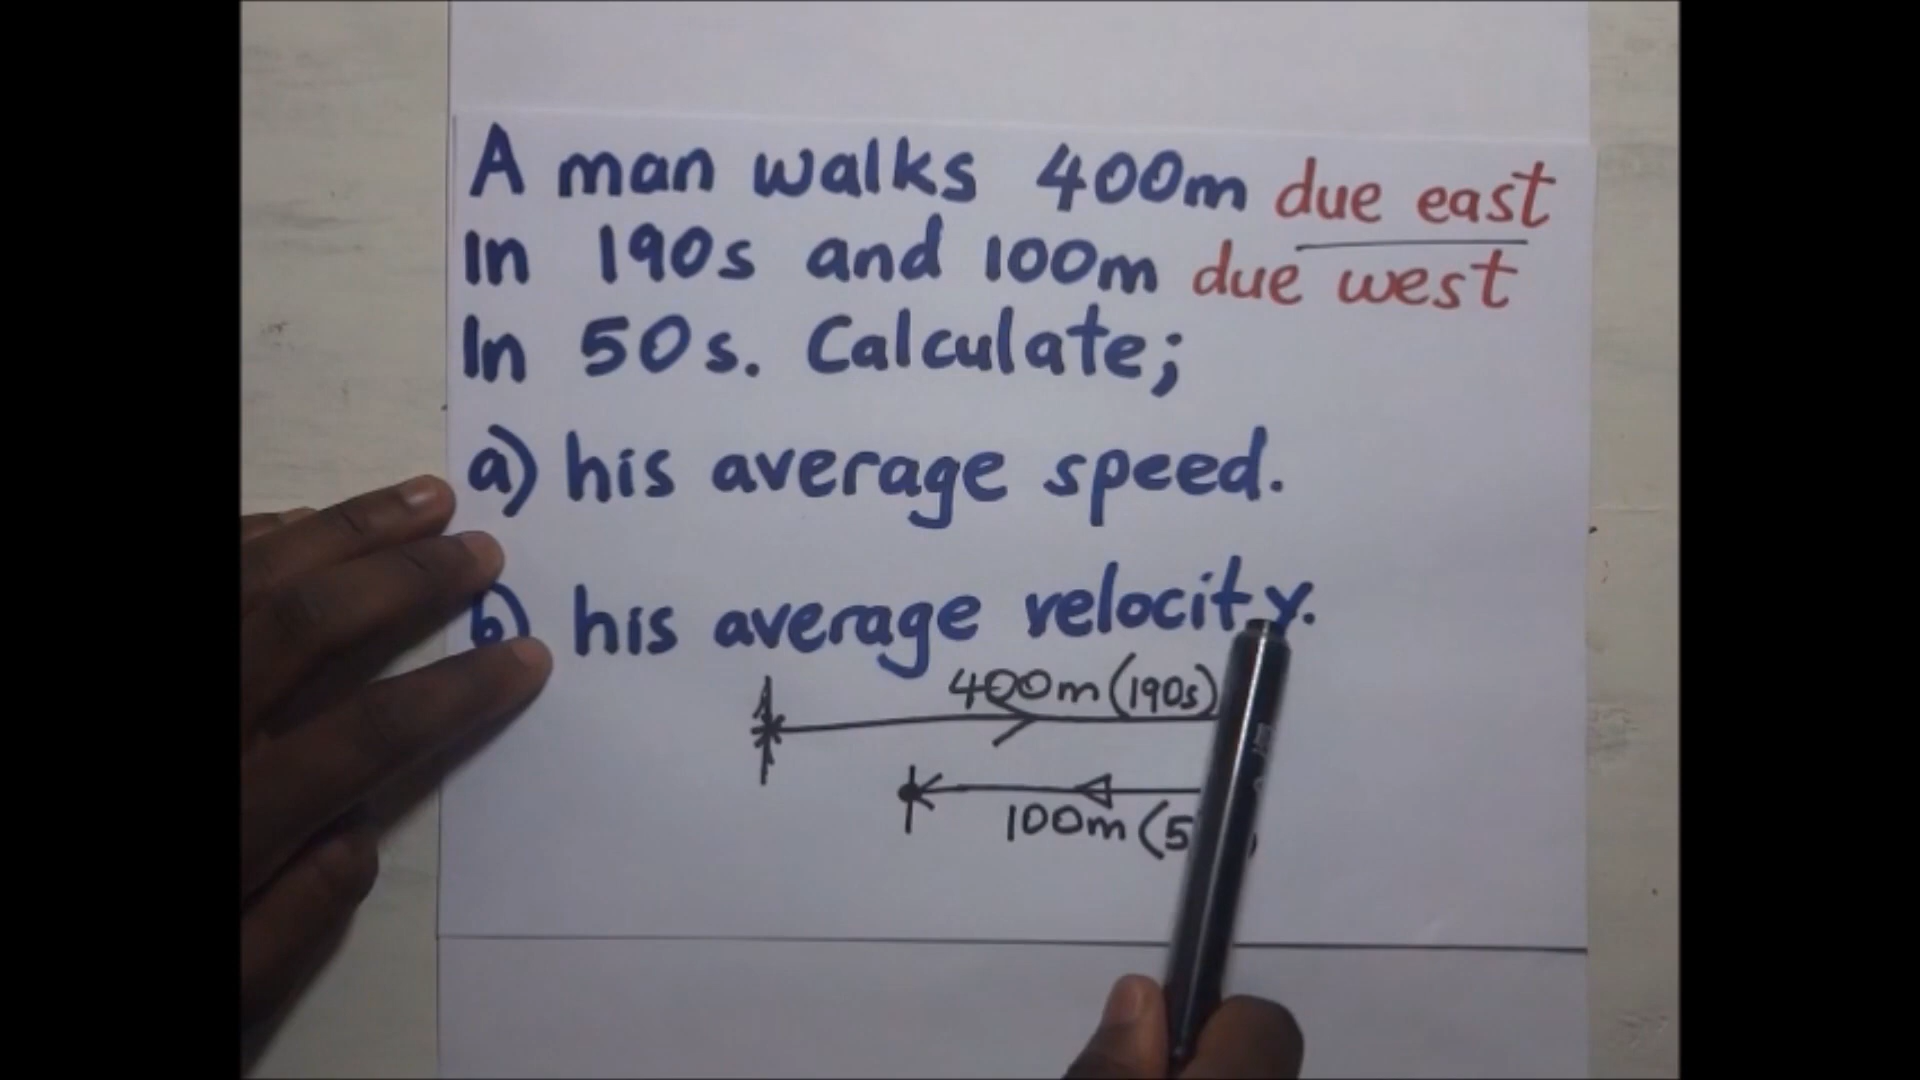 A man walks 400m due east
In 190s and 100m due west
In 50s. Calculate;
a) his average speed.
b) his average velocity.
400m (190s)
100m (5